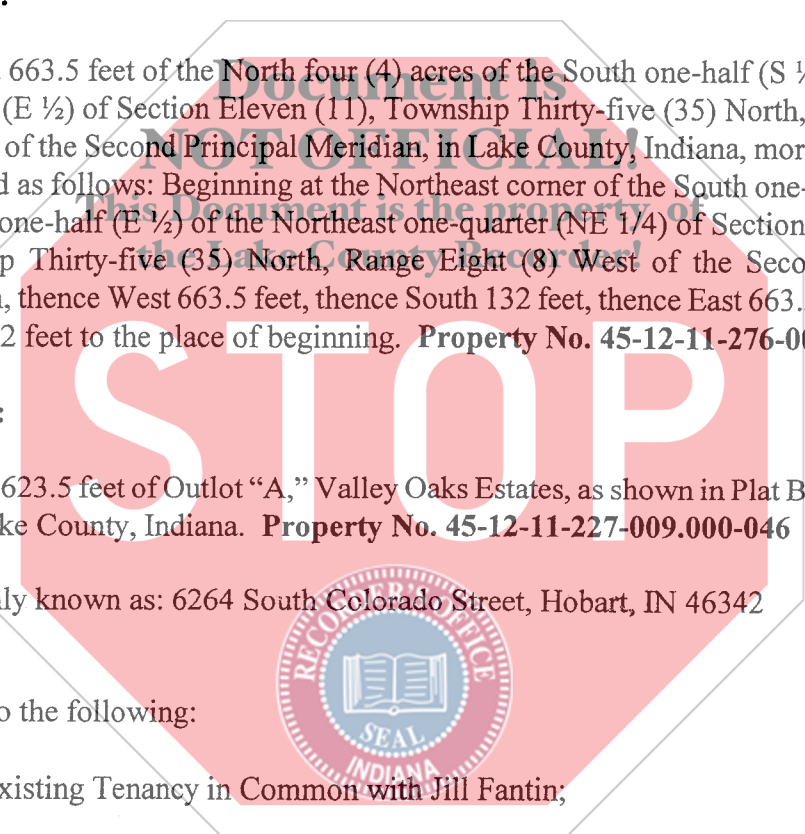 663.5 feet of the North four (4) acres of the South one-half (S ½
(E ½) of Section Eleven (11), Township Thirty-five (35) North,
of the Second Principal Meridian, in Lake County, Indiana, mor
d as follows: Beginning at the Northeast corner of the South one-
one-half (E ½) of the Northeast one-quarter (NE 1/4) of Section
p Thirty-five (35) North, Range Eight (8) West of the Seco
, thence West 663.5 feet, thence South 132 feet, thence East 663.
2 feet to the place of beginning. Property No. 45-12-11-276-00
:
623.5 feet of Outlot “A,” Valley Oaks Estates, as shown in Plat B
ke County, Indiana. Property No. 45-12-11-227-009.000-046
ly known as: 6264 South Colorado Street, Hobart, IN 46342
o the following:
xisting Tenancy in Common with Jill Fantin;
Document is
NOT OFFICIAL!
This Document is the property of
the Lake County Recorder!
STOP
RECORDER'S OFFICE
SEAL
INDIANA